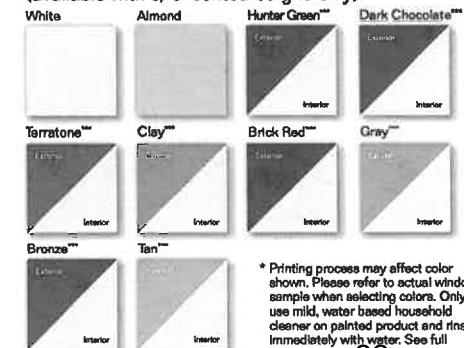 White Almond Hunter Green*** Dark Chocolate***
Exterior Exterior
Interior Interior
Terratone*** Clay*** Brick Red*** Gray***
Exterior Exterior Exterior Exterior
Interior Interior Interior Interior
Bronze*** Tan***
Exterior Exterior
Interior Interior
* Printing process may affect color
shown. Please refer to actual windo
sample when selecting colors. Only
use mild, water based household
cleaner on painted product and rins
immediately with water. See full